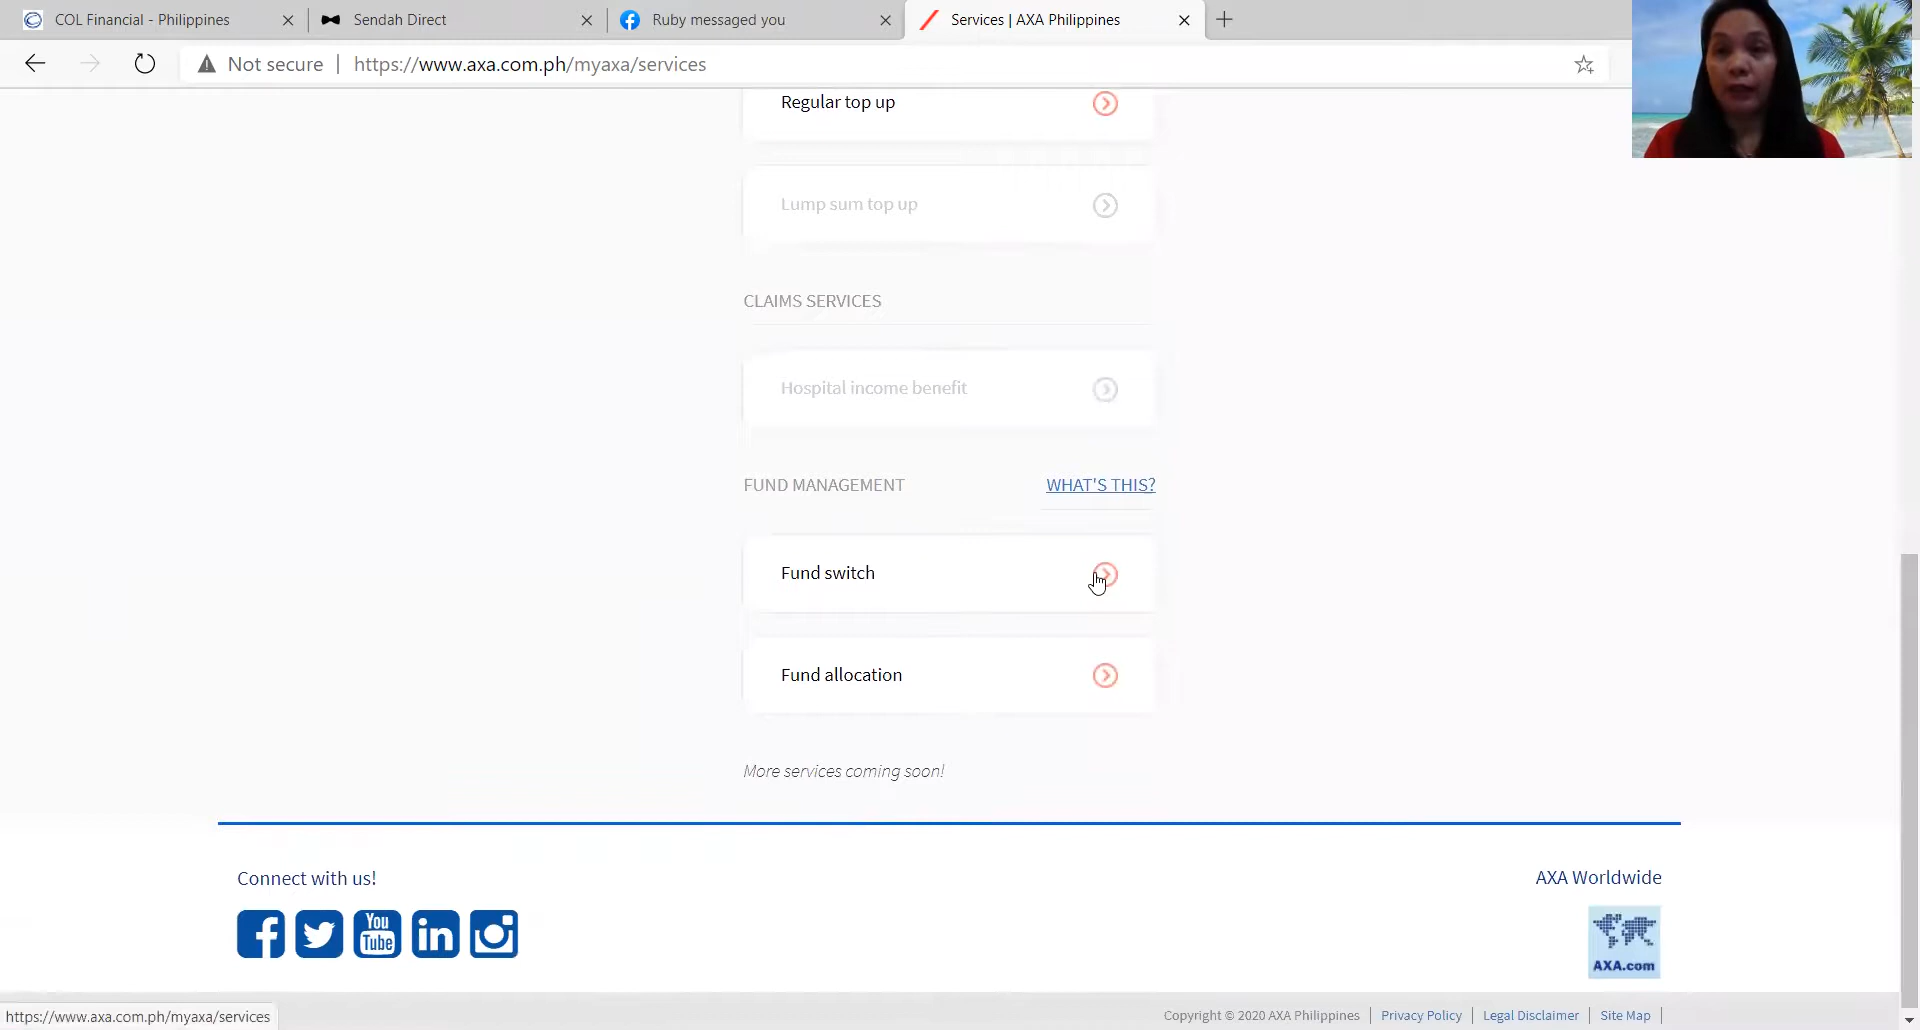 COL Financial - Philippines
Sendah Direct
Ruby messaged you
Services | AXA Philippines
Not secure | https://www.axa.com.ph/myaxa/services
Regular top up
Lump sum top up
CLAIMS SERVICES
Hospital income benefit
FUND MANAGEMENT WHAT'S THIS?
Fund switch
Fund allocation
More services coming soon!
Connect with us!
AXA Worldwide
You
Tube
in
AXA.com
https://www.axa.com.ph/myaxa/services
Copyright © 2020 AXA Philippines | Privacy Policy | Legal Disclaimer | Site Map |